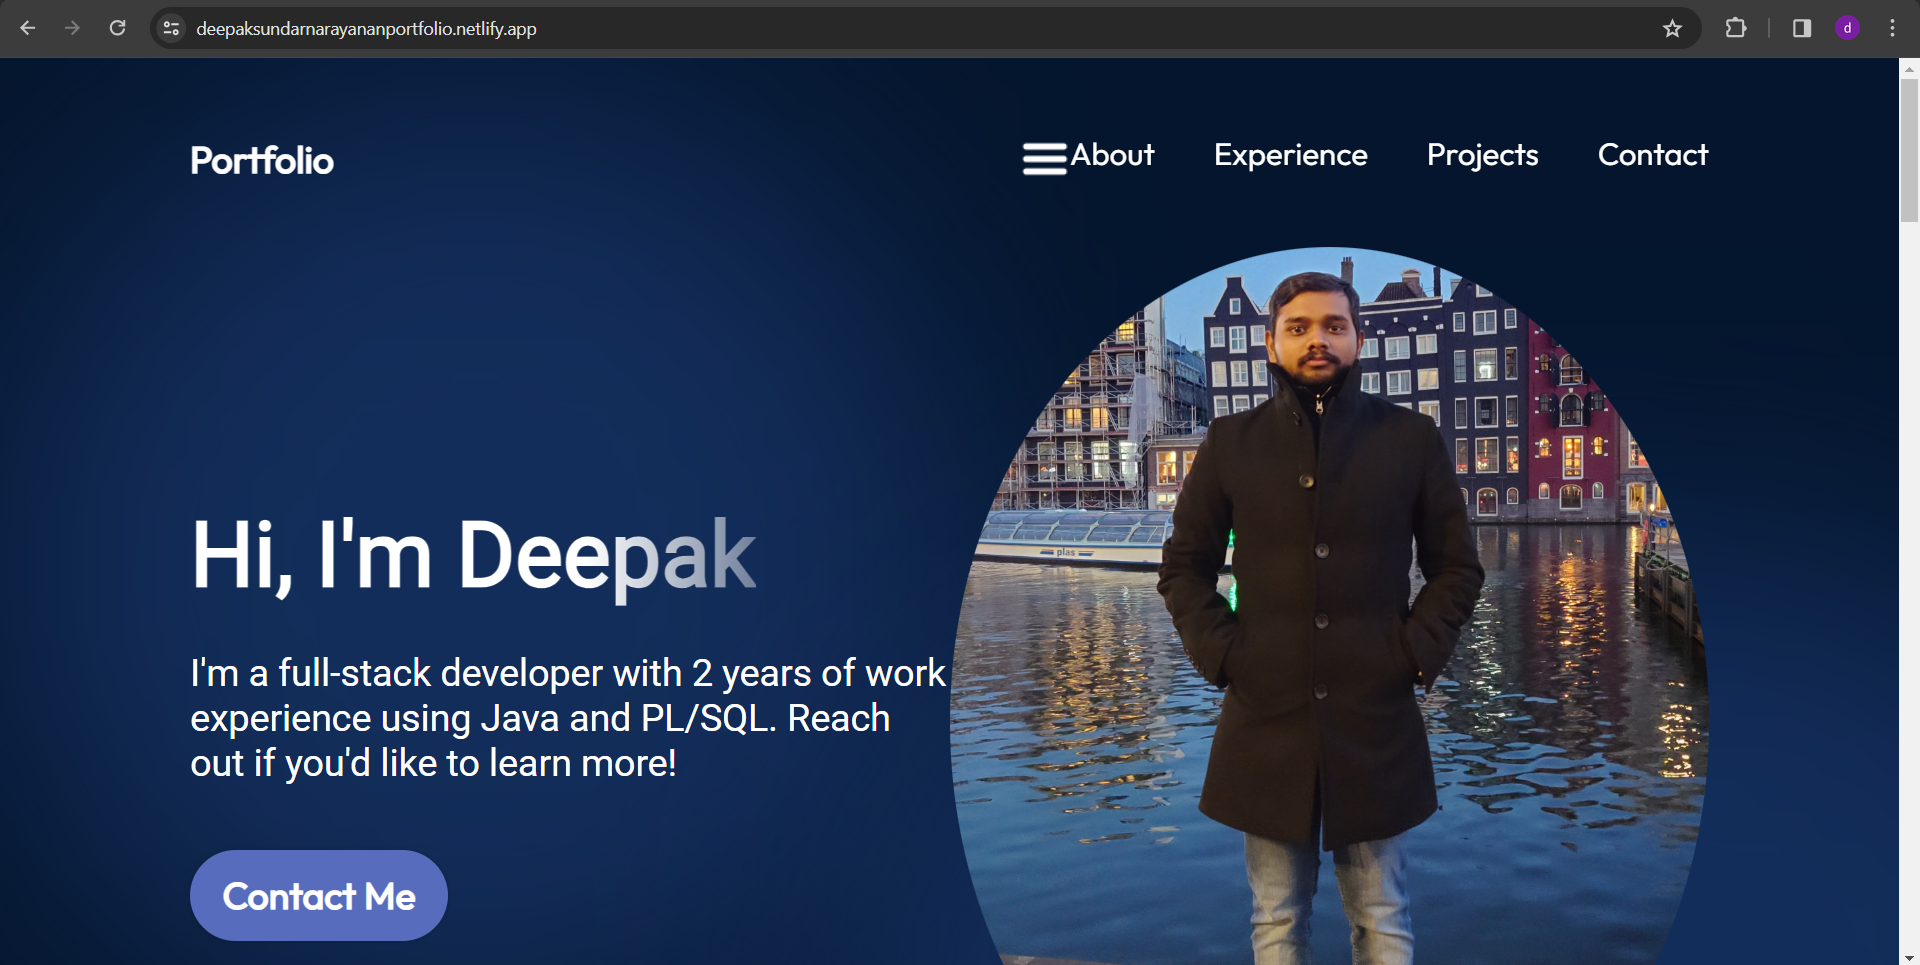 deepaksundarnarayananportfolio.netlify.app
d
Portfolio
About Experience Projects Contact
plas
Hi, I'm Deepak
I'm a full-stack developer with 2 years of work
experience using Java and PL/SQL. Reach
out if you'd like to learn more!
Contact Me